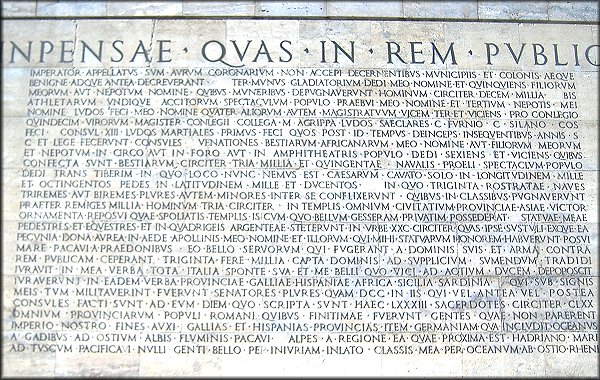 INPENSAE · QVAS · IN · REM · PVBLIC
IMPERATOR · APPELLATVS · SVM · AVRVM · CORONARIVM · NON · ACCEPI · DECERNENTIBVS · MVNICIPIIS · ET · COLONIS · AEQVE
BENIGNE · ADQVE · ANTEA · DECREVERANT · TER · MVNVS · GLADIATORIVM · DEDI · MEO · NOMINE · ET · QVINQVIENS · FILIORVM
MEORVM · AVT · NEPOTVM · NOMINE · QVIBVS · MVNERIBVS · DEPVGNAVERVNT · HOMINVM · CIRCITER · DECEM · MILLIA · BIS
ATHLETARVM · VNDIQVE · ACCITORVM · SPECTACVLVM · POPVLO · PRAEBVI · MEO · NOMINE · ET · TERTIVM · NEPOTIS · MEI
NOMINE · LVDOS · FECI · MEO · NOMINE · QVATER · ALIORVM · AVTEM · MAGISTRATVVM · VICEM · TER · ET · VICIENS · PRO · CONLEGIO
QVINDECIM · VIRORVM · MAGISTER · CONLEGII · COLLEGA · M · AGRIPPA · LVDOS · SAECLARES · C · FVRNIO · C · SILANO · COS
FECI · CONSVL · XIII · LVDOS · MARTIALES · PRIMVS · FECI · QVOS · POST · ID · TEMPVS · DEINCEPS · INSEQVENTIBVS · ANNIS · S
C · ET · LEGE · FECERVNT · CONSVLES · VENATIONES · BESTIARVM · AFRICANARVM · MEO · NOMINE · AVT · FILIORVM · MEORVM
ET · NEPOTVM · IN · CIRCO · AVT · IN · FORO · AVT · IN · AMPHITHEATRIS · POPVLO · DEDI · SEXIENS · ET · VICIENS · QVIBVS
CONFECTA · SVNT · BESTIARVM · CIRCITER · TRIA · MILLIA · ET · QVINGENTAE · NAVALIS · PROELI · SPECTACLVM · POPVLO
DEDI · TRANS · TIBERIM · IN · QVO · LOCO · NVNC · NEMVS · EST · CAESARVM · CAVATO · SOLO · IN · LONGITVDINEM · MILLE
ET · OCTINGENTOS · PEDES · IN · LATITVDINEM · MILLE · ET · DVCENTOS · IN · QVO · TRIGINTA · ROSTRATAE · NAVES
TRIREMES · AVT · BIREMES · PLVRES · AVTEM · MINORES · INTER · SE · CONFLIXERVNT · QVIBVS · IN · CLASSIBVS · PVGNAVERVNT
PRAETER · REMIGES · MILLIA · HOMINVM · TRIA · CIRCITER · IN · TEMPLIS · OMNIVM · CIVITATIVM · PROVINCIAE · ASIAE · VICTOR
ORNAMENTA · REPOSVI · QVAE · SPOLIATIS · TEMPLIS · IS · CVM · QVO · BELLVM · GESSERAM · PRIVATIM · POSSEDERAT · STATVAE · MEAE
PEDESTRES · ET · EQVESTRES · ET · IN · QVADRIGEIS · ARGENTEAE · STETERVNT · IN · VRBE · XXC · CIRCITER · QVAS · IPSE · SVSTVLI · EXQVE · EA
PECVNIA · DONA · AVREA · IN · AEDE · APOLLINIS · MEO · NOMINE · ET · ILLORVM · QVI · MIHI · STATVARVM · HONOREM · HABVERVNT · POSVI
MARE · PACAVI · A · PRAEDONIBVS · EO · BELLO · SERVORVM · QVI · FVGERANT · A · DOMINIS · SVIS · ET · ARMA · CONTRA
REM · PVBLICAM · CEPERANT · TRIGINTA · FERE · MILLIA · CAPTA · DOMINIS · AD · SVPPLICIVM · SVMENDVM · TRADIDI
IVRAVIT · IN · MEA · VERBA · TOTA · ITALIA · SPONTE · SVA · ET · ME · BELLI · QVO · VICI · AD · ACTIVM · DVCEM · DEPOPOSCIT
IVRAVERVNT · IN · EADEM · VERBA · PROVINCIAE · GALLIAE · HISPANIAE · AFRICA · SICILIA · SARDINIA · QVI · SVB · SIGNIS
MEIS · TVM · MILITAVERINT · FVERVNT · SENATORES · PLVRES · QVAM · DCC · IN · IIS · QVI · VEL · ANTEA · VEL · POSTEA
CONSVLES · FACTI · SVNT · AD · EVM · DIEM · QVO · SCRIPTA · SVNT · HAEC · LXXXIII · SACERDOTES · CIRCITER · CLXX
OMNIVM · PROVINCIARVM · POPVLI · ROMANI · QVIBVS · FINITIMAE · FVERVNT · GENTES · QVAE · NON · PARERENT
IMPERIO · NOSTRO · FINES · AVXI · GALLIAS · ET · HISPANIAS · PROVINCIAS · ITEM · GERMANIAM · QVA · INCLVDIT · OCEANVS
A · GADIBVS · AD · OSTIVM · ALBIS · FLVMINIS · PACAVI · ALPES · A · REGIONE · EA · QVAE · PROXIMA · EST · HADRIANO · MARI
AD · TVSCVM · PACIFICAVI · NVLLI · GENTI · BELLO · PER · INIVRIAM · INLATO · CLASSIS · MEA · PER · OCEANVM · AB · OSTIO · RHENI